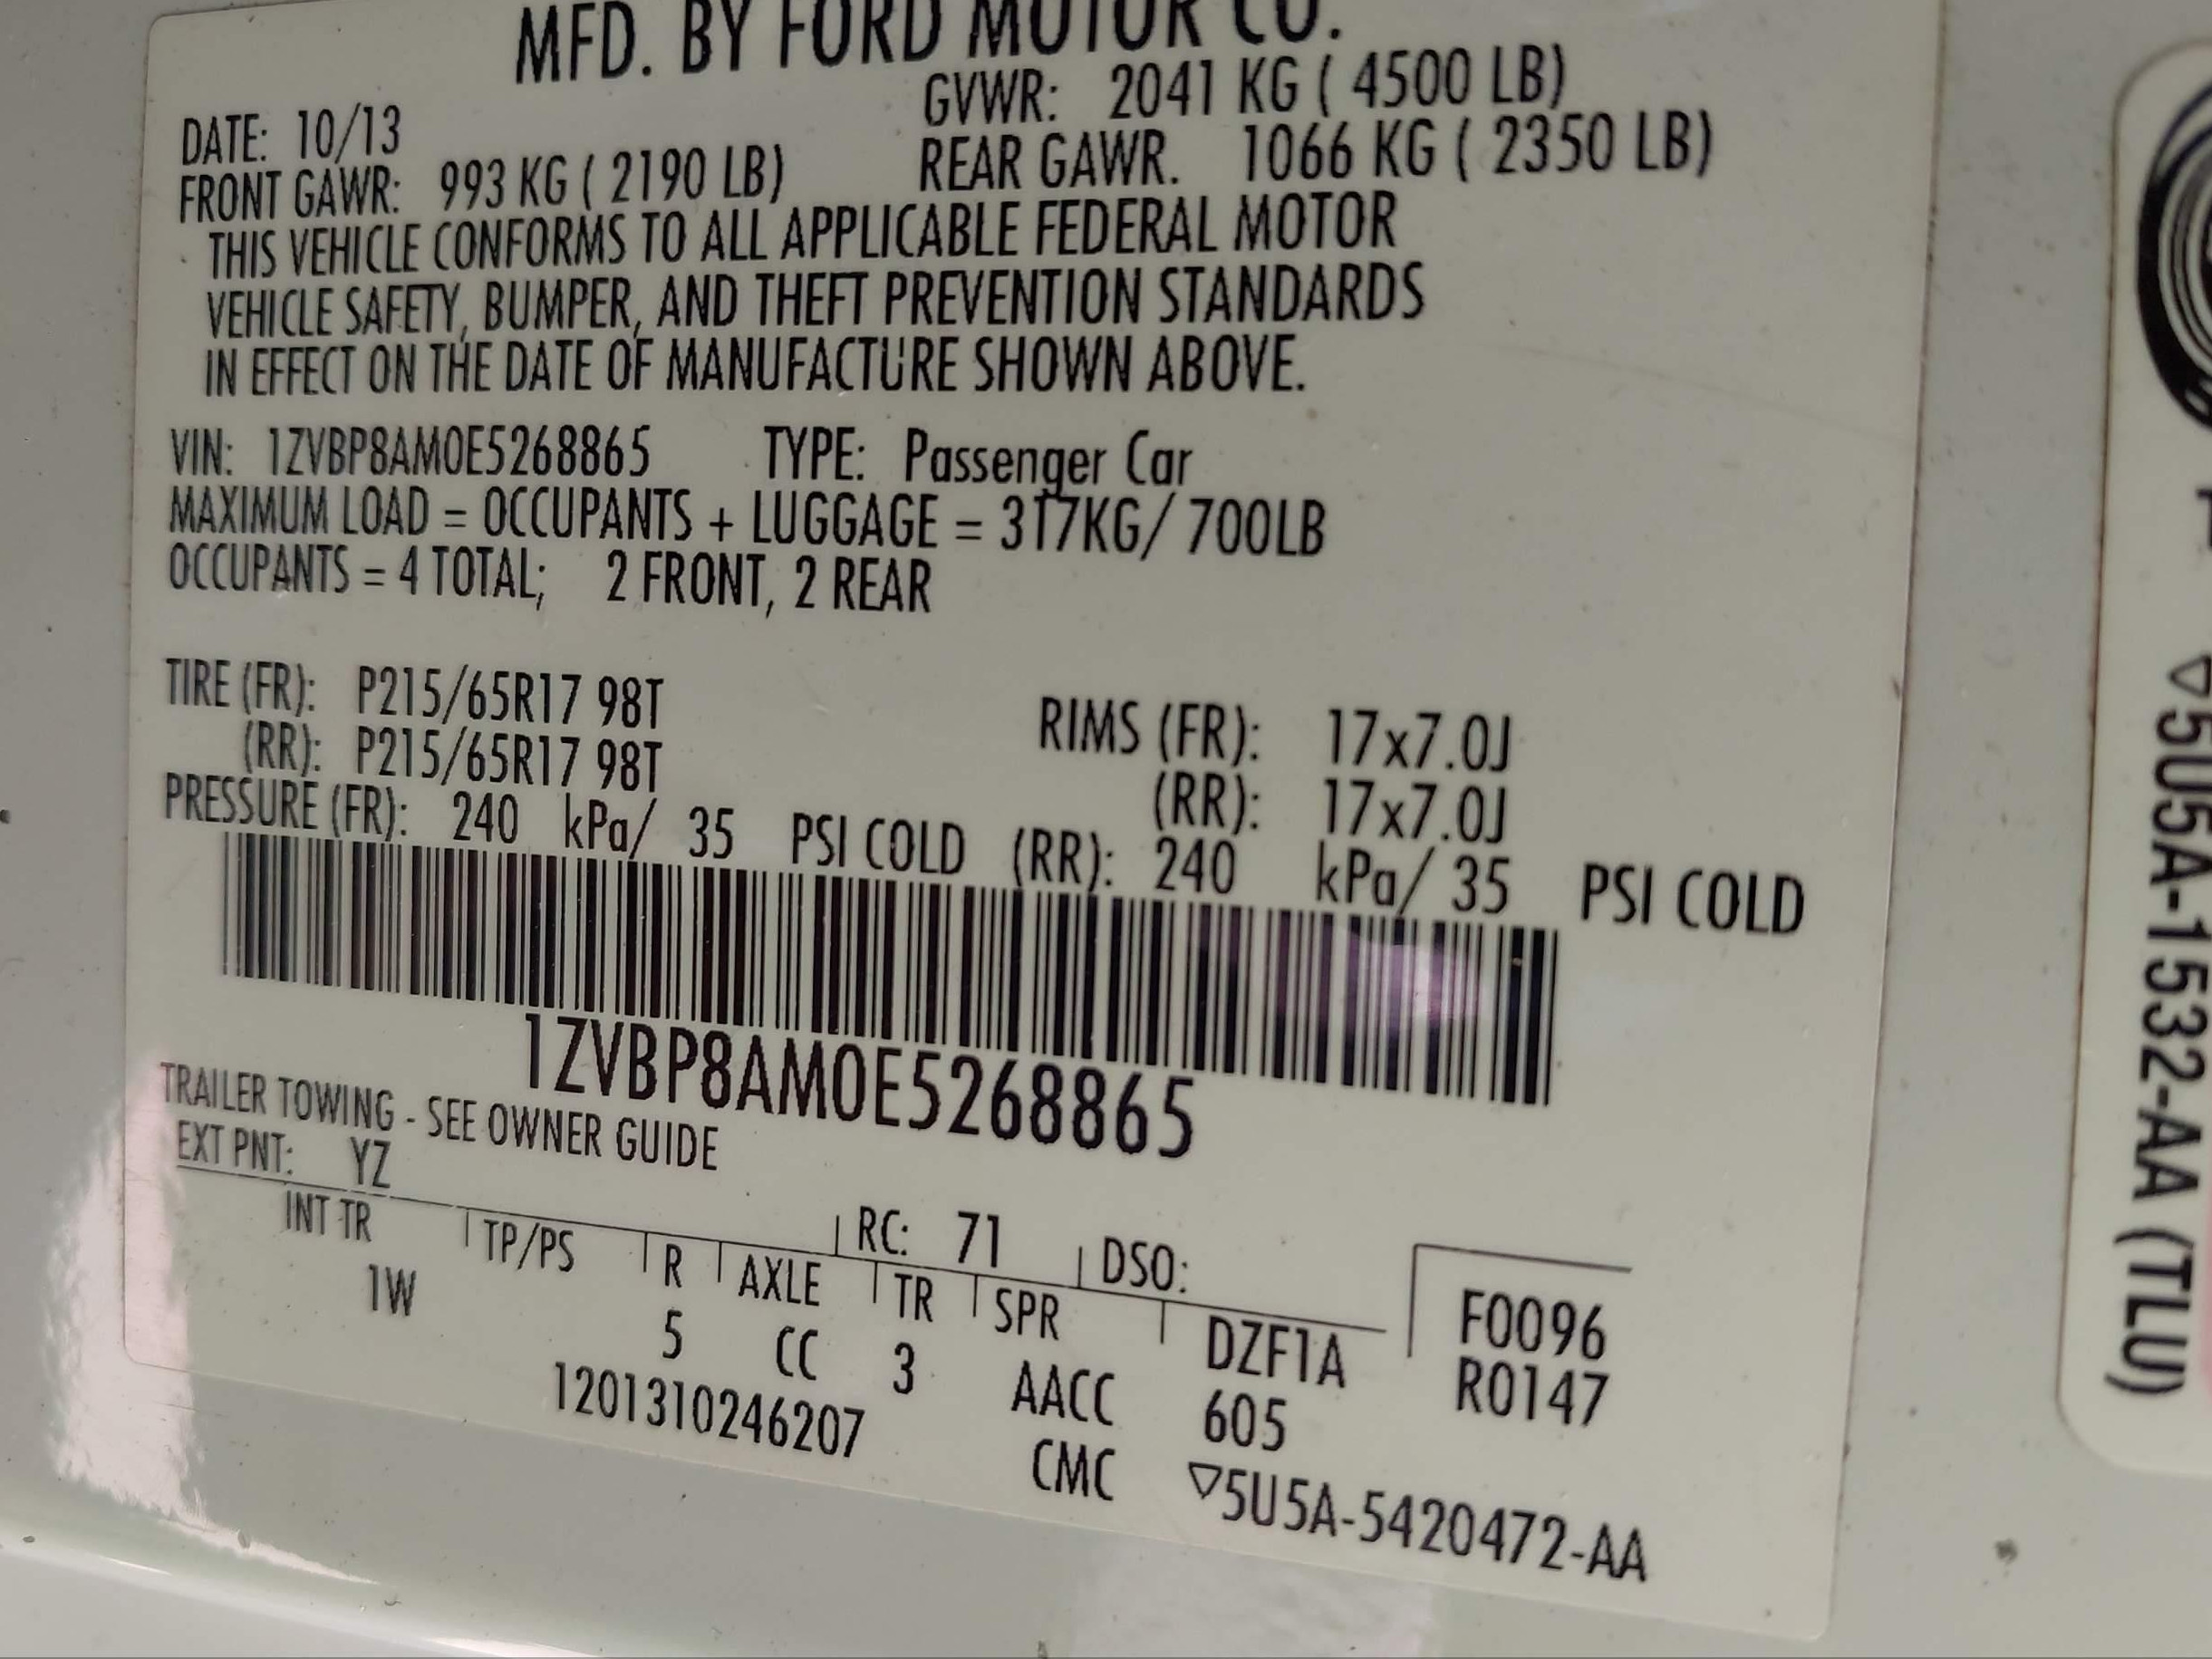 MFD. BY FORD MOTOR CO.
DATE: 10/13 GVWR: 2041 KG ( 4500 LB)
FRONT GAWR: 993 KG ( 2190 LB) REAR GAWR. 1066 KG ( 2350 LB)
THIS VEHICLE CONFORMS TO ALL APPLICABLE FEDERAL MOTOR
VEHICLE SAFETY, BUMPER, AND THEFT PREVENTION STANDARDS
IN EFFECT ON THE DATE OF MANUFACTURE SHOWN ABOVE.
VIN: 1ZVBP8AM0E5268865 TYPE: Passenger Car
MAXIMUM LOAD = OCCUPANTS + LUGGAGE = 317KG/ 700LB
OCCUPANTS = 4 TOTAL; 2 FRONT, 2 REAR
TIRE (FR): P215/65R17 98T RIMS (FR): 17x7.0J
(RR): P215/65R17 98T (RR): 17x7.0J
PRESSURE (FR): 240 kPa/ 35 PSI COLD (RR): 240 kPa/ 35 PSI COLD
1ZVBP8AM0E5268865
TRAILER TOWING - SEE OWNER GUIDE
EXT PNT: YZ RC: 71 DSO:
INT TR TP/PS R AXLE TR SPR DZF1A F0096
1W 5 CC 3 AACC 605 R0147
1201310246207 CMC ▽5U5A-5420472-AA
▽5U5A-1532-AA (TLU)